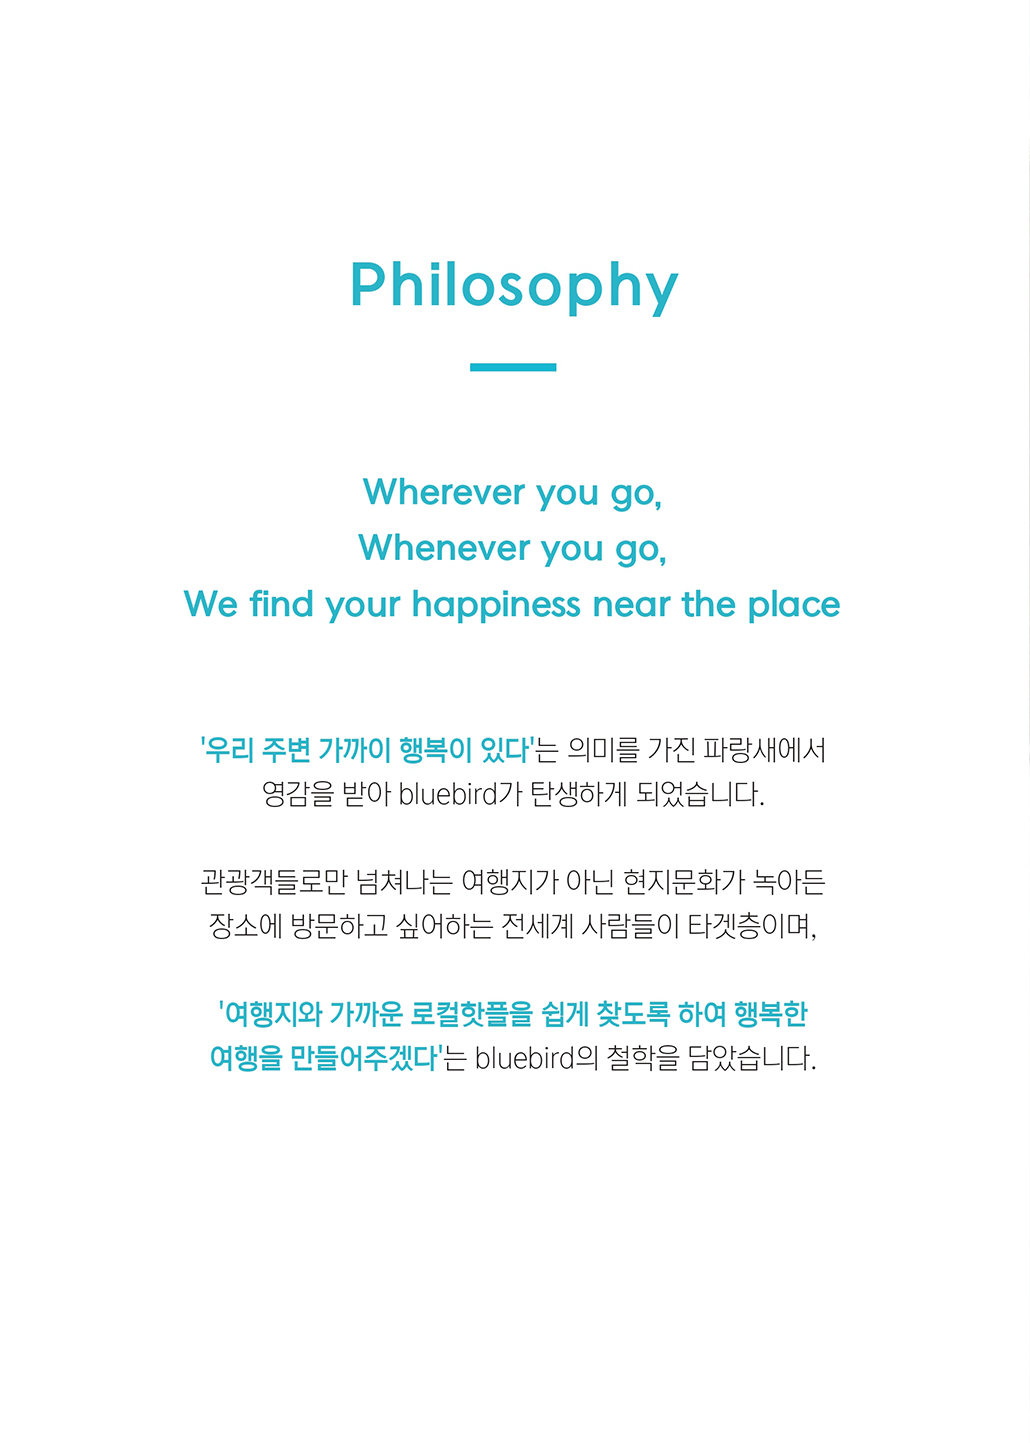 Philosophy
Wherever you go,
Whenever you go,
We find your happiness near the place
'우리 주변 가까이 행복이 있다'는 의미를 가진 파랑새에서
영감을 받아 bluebird가 탄생하게 되었습니다.
관광객들로만 넘쳐나는 여행지가 아닌 현지문화가 녹아든
장소에 방문하고 싶어하는 전세계 사람들이 타겟층이며,
'여행지와 가까운 로컬핫플을 쉽게 찾도록 하여 행복한
여행을 만들어주겠다'는 bluebird의 철학을 담았습니다.